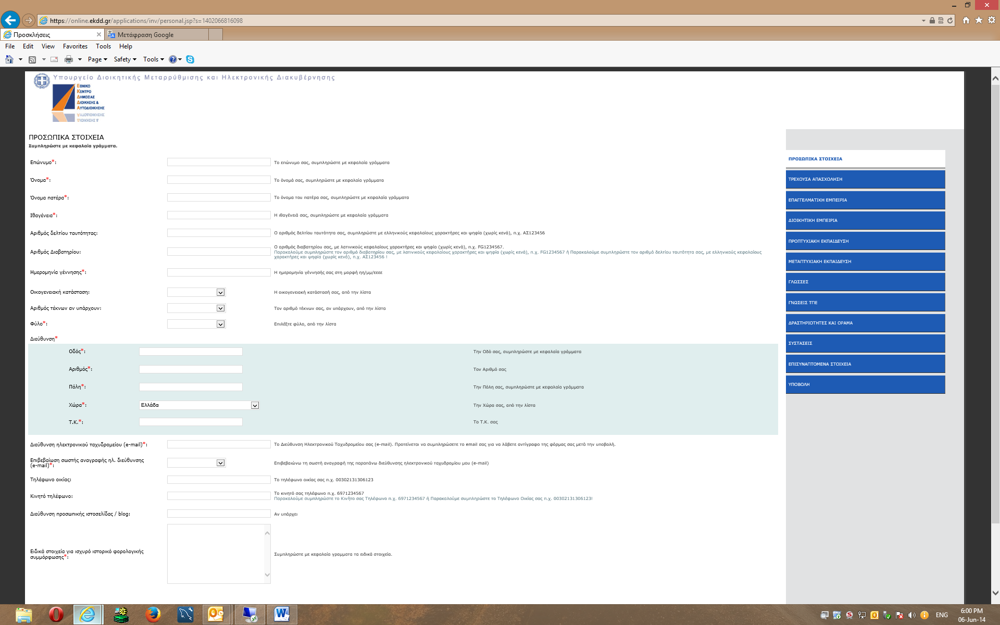 https://online.ekdd.gr/applications/inv/personal.jsp?s=1402066816098
Προσκλήσεις
Μετάφραση Google
File Edit View Favorites Tools Help
Page Safety Tools
Υπουργείο Διοικητικής Μεταρρύθμισης και Ηλεκτρονικής Διακυβέρνησης
ΕΘΝΙΚΟ
ΚΕΝΤΡΟ
ΔΗΜΟΣΙΑΣ
ΔΙΟΙΚΗΣΗΣ &
ΑΥΤΟΔΙΟΙΚΗΣΗΣ
ΠΡΟΣΩΠΙΚΑ ΣΤΟΙΧΕΙΑ
Συμπληρώστε με κεφαλαία γράμματα.
Επώνυμο*: Το επώνυμο σας, συμπληρώστε με κεφαλαία γράμματα
Όνομα*: Το όνομά σας, συμπληρώστε με κεφαλαία γράμματα
Όνομα πατέρα*: Το όνομα του πατέρα σας, συμπληρώστε με κεφαλαία γράμματα
Ιθαγένεια*: Η ιθαγένειά σας, συμπληρώστε με κεφαλαία γράμματα
Αριθμός δελτίου ταυτότητας: Ο αριθμός δελτίου ταυτότητα σας, συμπληρώστε με ελληνικούς κεφαλαίους χαρακτήρες και ψηφία (χωρίς κενά), π.χ. ΑΣ123456
Αριθμός Διαβατηρίου: Ο αριθμός διαβατηρίου σας, με λατινικούς κεφαλαίους χαρακτήρες και ψηφία (χωρίς κενά), π.χ. FG1234567.
Παρακαλούμε συμπληρώστε τον αριθμό διαβατηρίου σας, με λατινικούς κεφαλαίους χαρακτήρες και ψηφία (χωρίς κενά), π.χ. FG1234567 ή Παρακαλούμε συμπληρώστε τον αριθμό δελτίου ταυτότητα σας, με ελληνικούς κεφαλαίους
χαρακτήρες και ψηφία (χωρίς κενά), π.χ. ΑΣ123456 !
Ημερομηνία γέννησης*: Η ημερομηνία γέννησής σας στη μορφή ηη/μμ/εεεε
Οικογενειακή κατάσταση: Η οικογενειακή κατάστασή σας, από την λίστα
Αριθμός τέκνων αν υπάρχουν: Τον αριθμό τέκνων σας, αν υπάρχουν, από την λίστα
Φύλο*: Επιλέξτε φύλο, από την λίστα
Διεύθυνση*
Οδός*: Την Οδό σας, συμπληρώστε με κεφαλαία γράμματα
Αριθμός*: Τον Αριθμό σας
Πόλη*: Την Πόλη σας, συμπληρώστε με κεφαλαία γράμματα
Χώρα*: Ελλάδα Την Χώρα σας, από την λίστα
Τ.Κ.*: Το Τ.Κ. σας
Διεύθυνση ηλεκτρονικού ταχυδρομείου (e-mail)*: Το Διεύθυνση Ηλεκτρονικού Ταχυδρομείου σας (e-mail). Προτείνεται να συμπληρώσετε το email σας για να λάβετε αντίγραφο της φόρμας σας μετά την υποβολή.
Επιβεβαίωση σωστής αναγραφής ηλ. διεύθυνσης
(e-mail)*: Επιβεβαιώνω τη σωστή αναγραφή της παραπάνω διεύθυνσης ηλεκτρονικού ταχυδρομίου μου (e-mail)
Τηλέφωνο οικίας: Το τηλέφωνο οικίας σας π.χ. 00302131306123
Κινητό τηλέφωνο: Το κινητό σας τηλέφωνο π.χ. 6971234567
Παρακαλούμε συμπληρώστε το Κινήτο σας Τηλέφωνο π.χ. 6971234567 ή Παρακαλούμε συμπληρώστε το Τηλέφωνο Οικίας σας π.χ. 00302131306123!
Διεύθυνση προσωπικής ιστοσελίδας / blog: Αν υπάρχει
Ειδικά στοιχεία για ισχυρό ιστορικό φορολογικής
συμμόρφωσης*: Συμπληρώστε με κεφαλαία γραμματα τα ειδικά στοιχεία.
ΠΡΟΣΩΠΙΚΑ ΣΤΟΙΧΕΙΑ
ΤΡΕΧΟΥΣΑ ΑΠΑΣΧΟΛΗΣΗ
ΕΠΑΓΓΕΛΜΑΤΙΚΗ ΕΜΠΕΙΡΙΑ
ΔΙΟΙΚΗΤΙΚΗ ΕΜΠΕΙΡΙΑ
ΠΡΟΠΤΥΧΙΑΚΗ ΕΚΠΑΙΔΕΥΣΗ
ΜΕΤΑΠΤΥΧΙΑΚΗ ΕΚΠΑΙΔΕΥΣΗ
ΓΛΩΣΣΕΣ
ΓΝΩΣΕΙΣ ΤΠΕ
ΔΡΑΣΤΗΡΙΟΤΗΤΕΣ ΚΑΙ ΟΡΑΜΑ
ΣΥΣΤΑΣΕΙΣ
ΕΠΙΣΥΝΑΠΤΟΜΕΝΑ ΣΤΟΙΧΕΙΑ
ΥΠΟΒΟΛΗ
ENG
6:00 PM
06-Jun-14